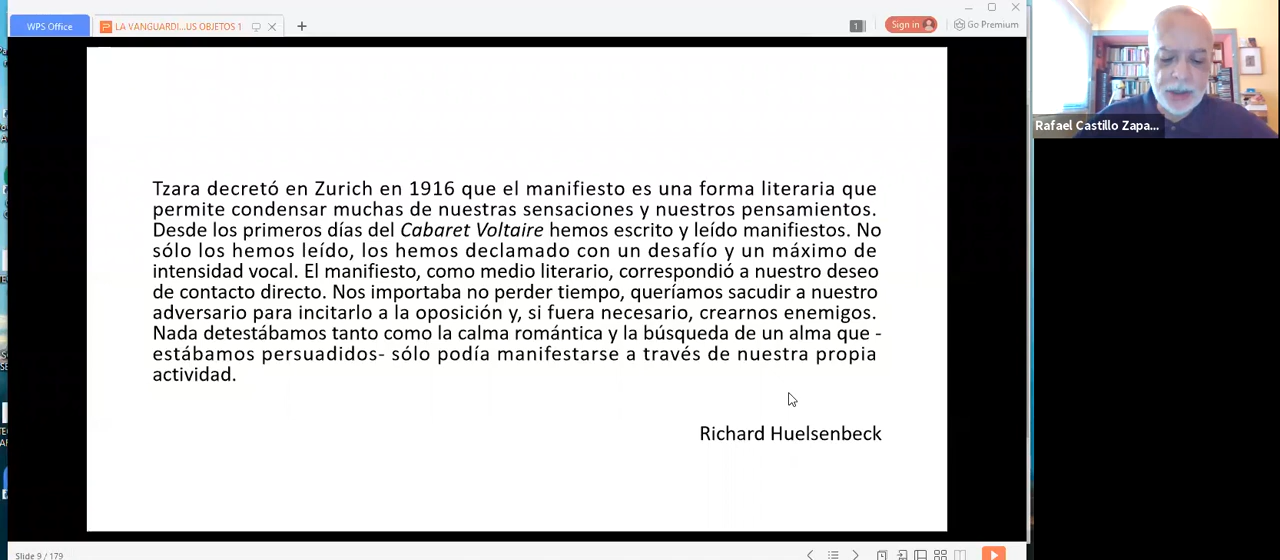 WPS Office
LA VANGUARDI...US OBJETOS 1
1
Sign in
Go Premium
Rafael Castillo Zapa...
Tzara decretó en Zurich en 1916 que el manifiesto es una forma literaria que
permite condensar muchas de nuestras sensaciones y nuestros pensamientos.
Desde los primeros días del Cabaret Voltaire hemos escrito y leído manifiestos. No
sólo los hemos leído, los hemos declamado con un desafío y un máximo de
intensidad vocal. El manifiesto, como medio literario, correspondió a nuestro deseo
de contacto directo. Nos importaba no perder tiempo, queríamos sacudir a nuestro
adversario para incitarlo a la oposición y, si fuera necesario, crearnos enemigos.
Nada detestábamos tanto como la calma romántica y la búsqueda de un alma que -
estábamos persuadidos- sólo podía manifestarse a través de nuestra propia
actividad.
Richard Huelsenbeck
Slide 9 / 179